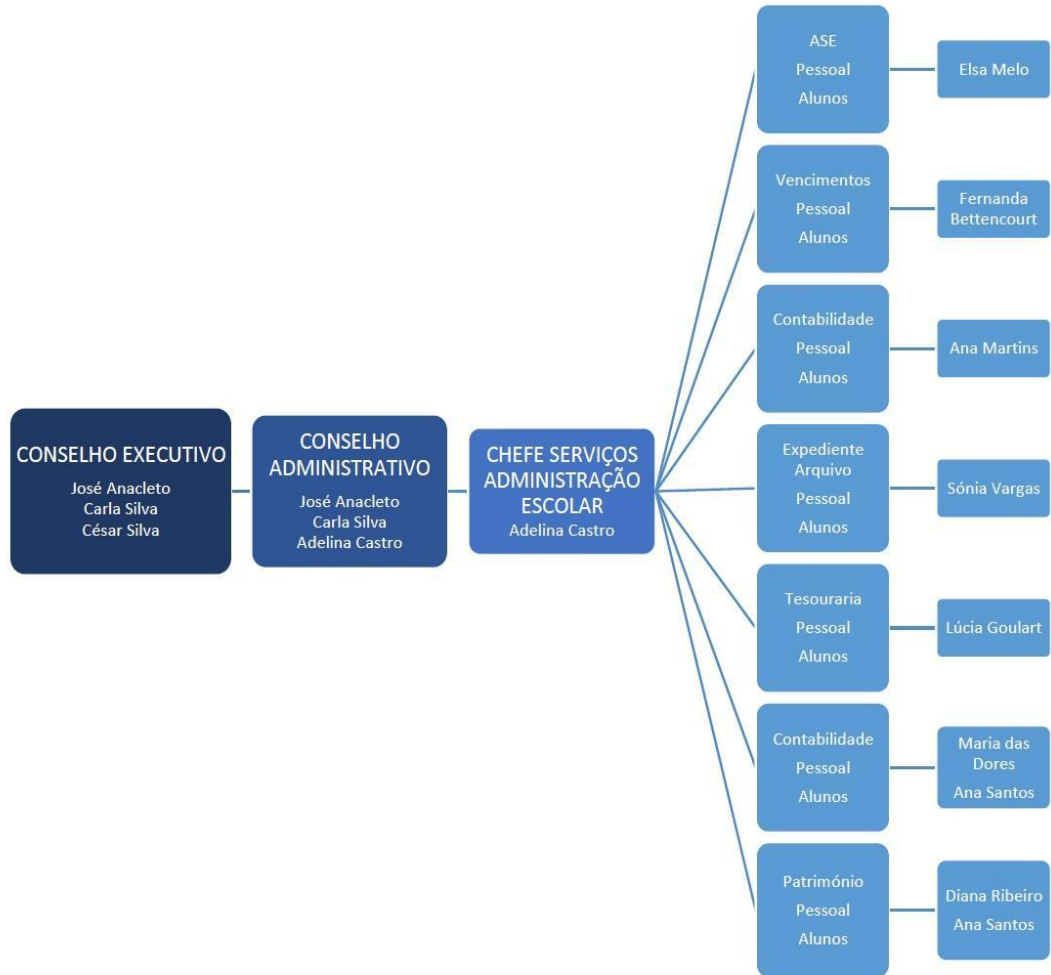 CONSELHO EXECUTIVO
José Anacleto
Carla Silva
César Silva
CONSELHO
ADMINISTRATIVO
José Anacleto
Carla Silva
Adelina Castro
CHEFE SERVIÇOS
ADMINISTRAÇÃO
ESCOLAR
Adelina Castro
ASE
Pessoal
Alunos
Elsa Melo
Vencimentos
Pessoal
Alunos
Fernanda
Bettencourt
Contabilidade
Pessoal
Alunos
Ana Martins
Expediente
Arquivo
Pessoal
Alunos
Sónia Vargas
Tesouraria
Pessoal
Alunos
Lúcia Goulart
Contabilidade
Pessoal
Alunos
Maria das
Dores
Ana Santos
Património
Pessoal
Alunos
Diana Ribeiro
Ana Santos